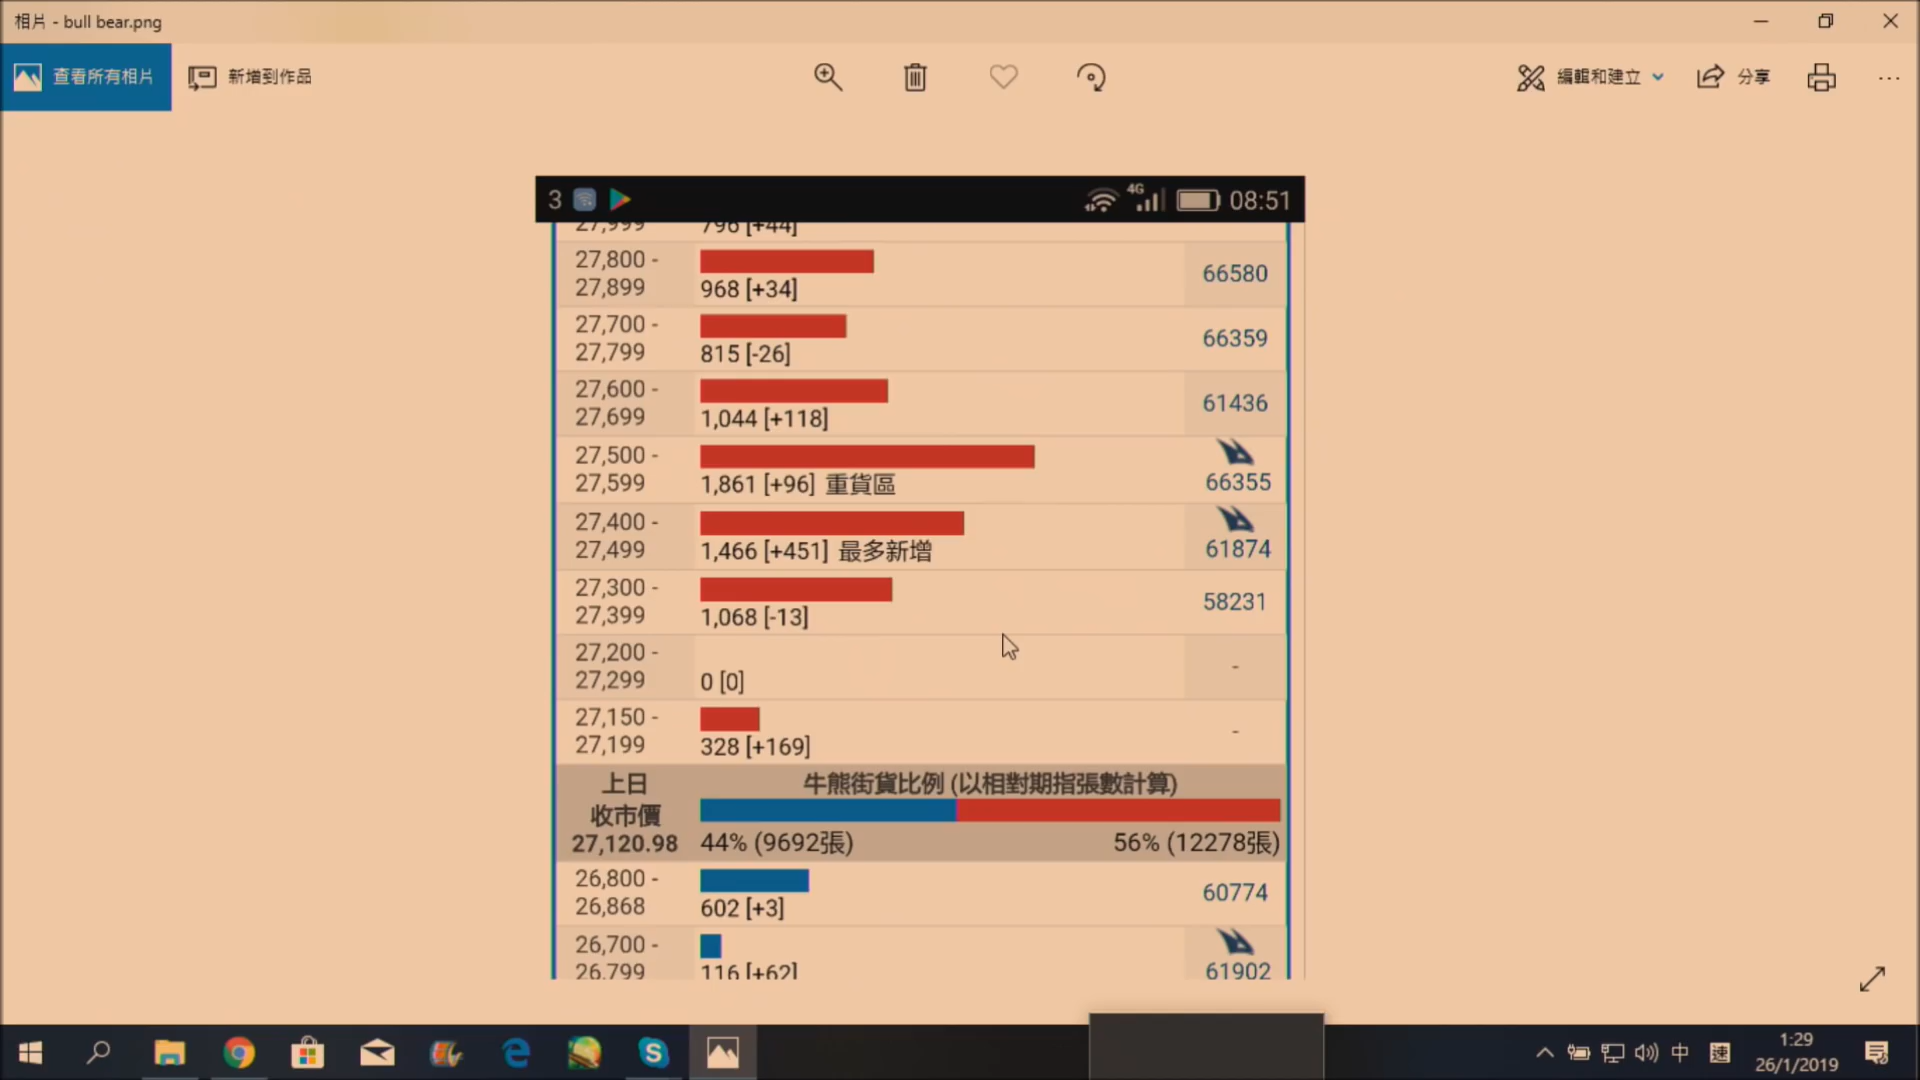 相片 - bull bear.png
查看所有相片 新增到作品 編輯和建立 分享
3 4G 08:51
27,999 796 [+44]
27,800 -
27,899 968 [+34] 66580
27,700 -
27,799 815 [-26] 66359
27,600 -
27,699 1,044 [+118] 61436
27,500 -
27,599 1,861 [+96] 重貨區 66355
27,400 -
27,499 1,466 [+451] 最多新增 61874
27,300 -
27,399 1,068 [-13] 58231
27,200 -
27,299 0 [0] -
27,150 -
27,199 328 [+169] -
上日 牛熊街貨比例 (以相對期指張數計算)
收市價
27,120.98 44% (9692張) 56% (12278張)
26,800 -
26,868 602 [+3] 60774
26,700 -
26,799 116 [+62] 61902
中 1:29
26/1/2019